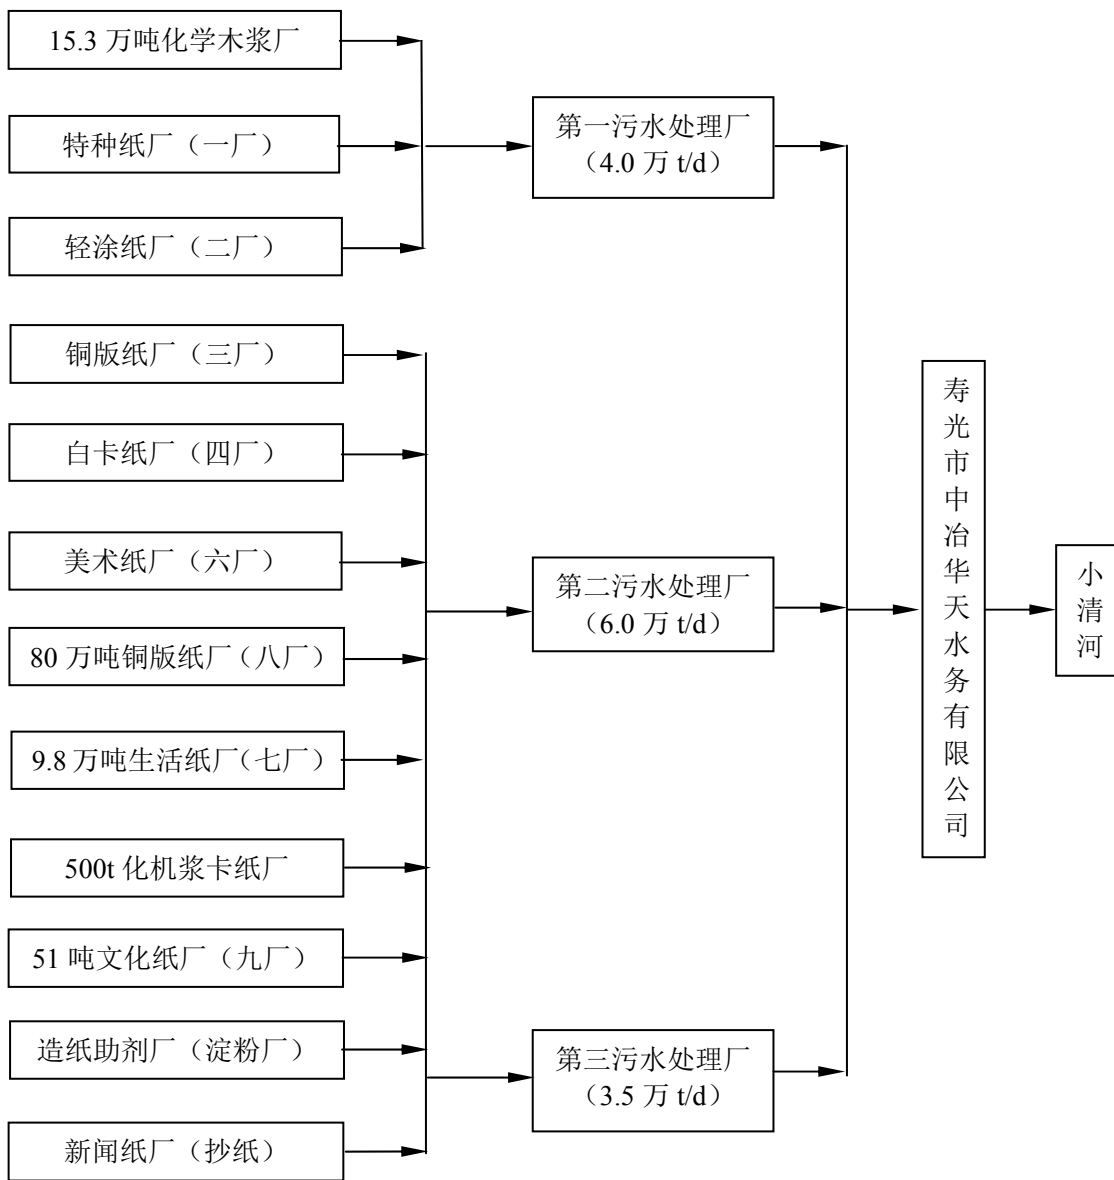 15.3 万吨化学木浆厂
特种纸厂（一厂）
轻涂纸厂（二厂）
铜版纸厂（三厂）
白卡纸厂（四厂）
美术纸厂（六厂）
80 万吨铜版纸厂（八厂）
9.8 万吨生活纸厂（七厂）
500t 化机浆卡纸厂
51 吨文化纸厂（九厂）
造纸助剂厂（淀粉厂）
新闻纸厂（抄纸）
第一污水处理厂
（4.0 万 t/d）
第二污水处理厂
（6.0 万 t/d）
第三污水处理厂
（3.5 万 t/d）
寿光市中冶华天水务有限公司
小清河